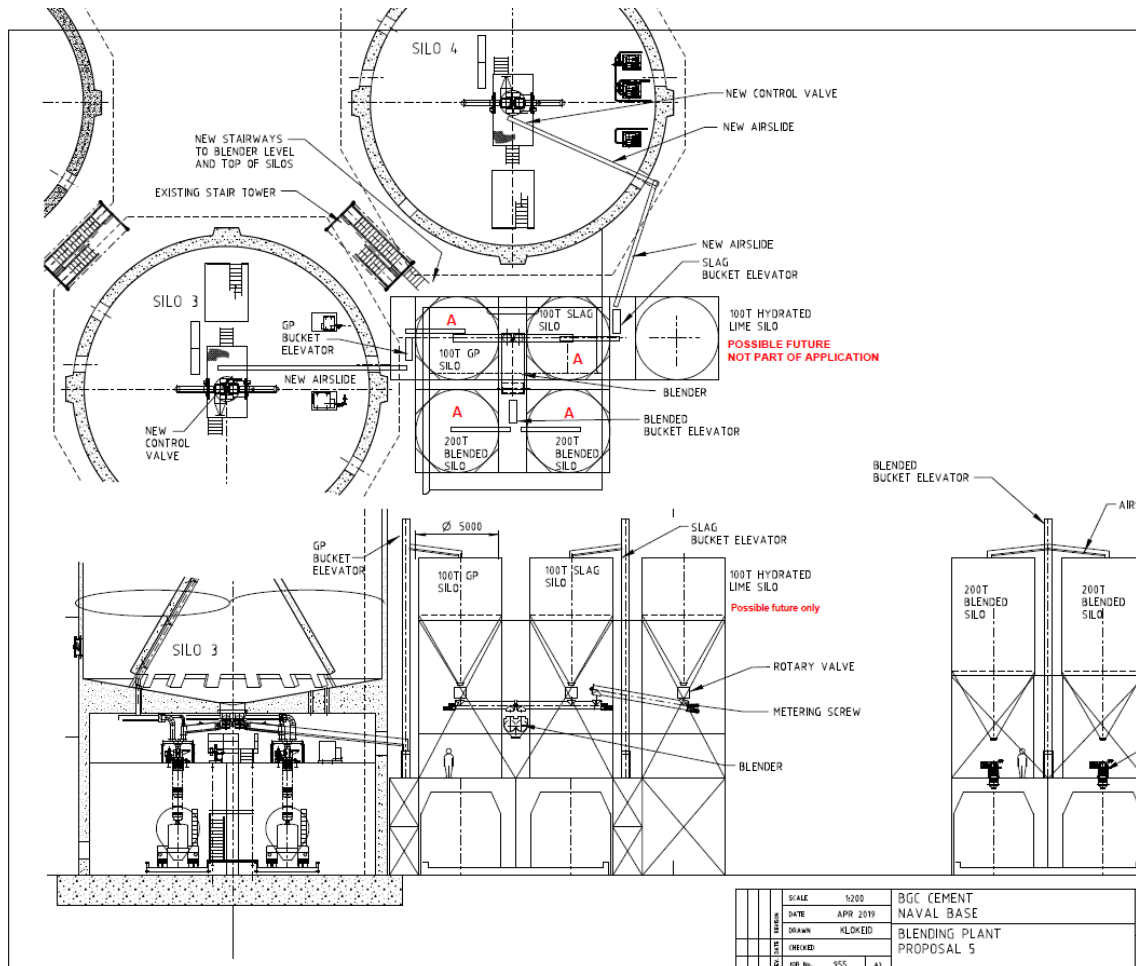 SILO 4
NEW CONTROL VALVE
NEW AIRSLIDE
NEW STAIRWAYS
TO BLENDER LEVEL
AND TOP OF SILOS
EXISTING STAIR TOWER
NEW AIRSLIDE
SLAG
BUCKET ELEVATOR
SILO 3
GP
BUCKET
ELEVATOR
A
100T GP
SILO
100T SLAG
SILO
A
100T HYDRATED
LIME SILO
POSSIBLE FUTURE
NOT PART OF APPLICATION
NEW AIRSLIDE
BLENDER
A
A
BLENDED
BUCKET ELEVATOR
NEW
CONTROL
VALVE
200T
BLENDED
SILO
200T
BLENDED
SILO
BLENDED
BUCKET ELEVATOR
AIRS
GP
BUCKET
ELEVATOR
Ø 5000
SLAG
BUCKET ELEVATOR
100T GP
SILO
100T SLAG
SILO
100T HYDRATED
LIME SILO
Possible future only
200T
BLENDED
SILO
200T
BLENDED
SILO
SILO 3
ROTARY VALVE
METERING SCREW
BLENDER
REVISION
DATE
REV.
SCALE 1:200
DATE APR 2019
DRAWN KLOKEID
CHECKED
JOB No. 955 A3
BGC CEMENT
NAVAL BASE
BLENDING PLANT
PROPOSAL 5